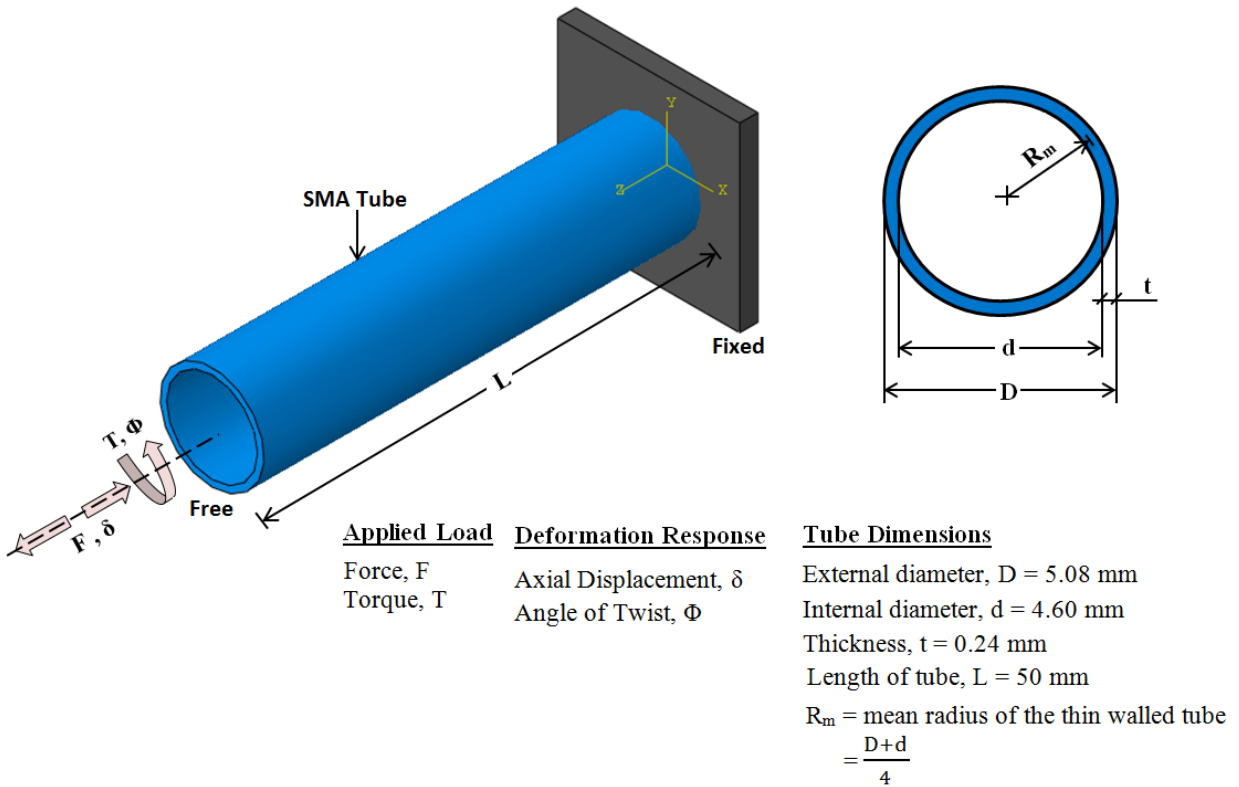 Y
X
Z
SMA Tube
R_m
t
Fixed
d
D
L
T, Φ
Free
F , δ
Applied Load
Force, F
Torque, T
Deformation Response
Axial Displacement, δ
Angle of Twist, Φ
Tube Dimensions
External diameter, D = 5.08 mm
Internal diameter, d = 4.60 mm
Thickness, t = 0.24 mm
Length of tube, L = 50 mm
R_m = mean radius of the thin walled tube
= D+d
4